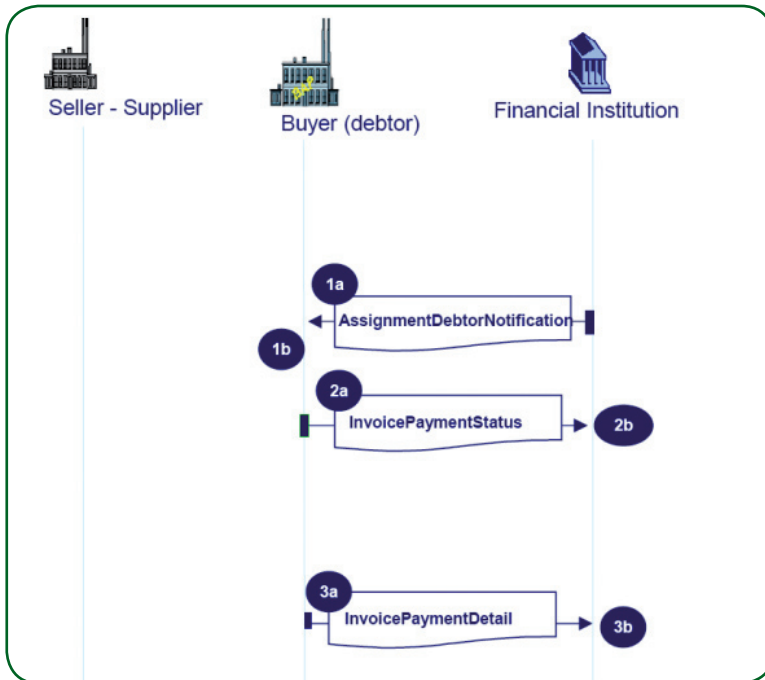 Seller - Supplier
Buyer (debtor)
Financial Institution
1a
AssignmentDebtorNotification
1b
2a
InvoicePaymentStatus
2b
3a
InvoicePaymentDetail
3b